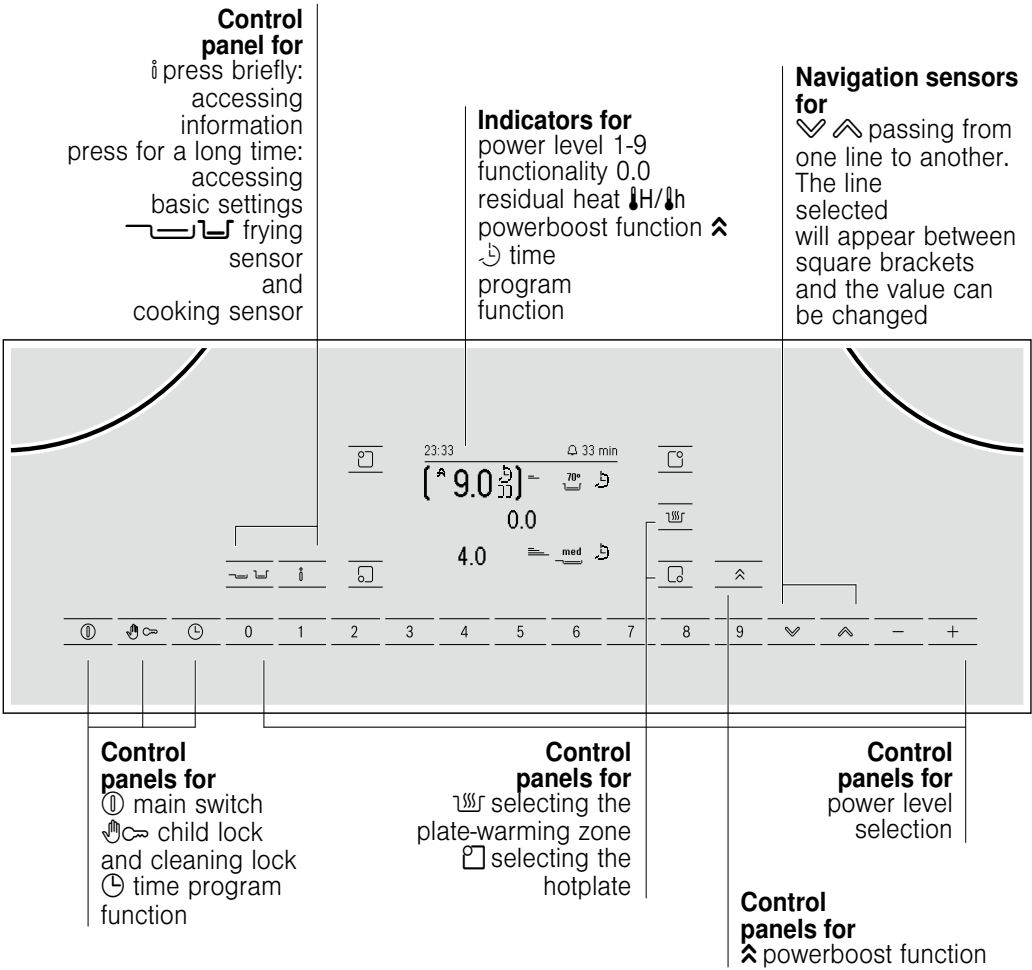 Control
panel for
press briefly:
accessing
information
press for a long time:
accessing
basic settings
frying
sensor
and
cooking sensor
Indicators for
power level 1-9
functionality 0.0
residual heat H/h
powerboost function
time
program
function
Navigation sensors
for
passing from
one line to another.
The line
selected
will appear between
square brackets
and the value can
be changed
23:33 33 min
[ 9.0 ] 70°
0.0
4.0 med
0 1 2 3 4 5 6 7 8 9 − +
Control
panels for
main switch
child lock
and cleaning lock
time program
function
Control
panels for
selecting the
plate-warming zone
selecting the
hotplate
Control
panels for
power level
selection
Control
panels for
powerboost function